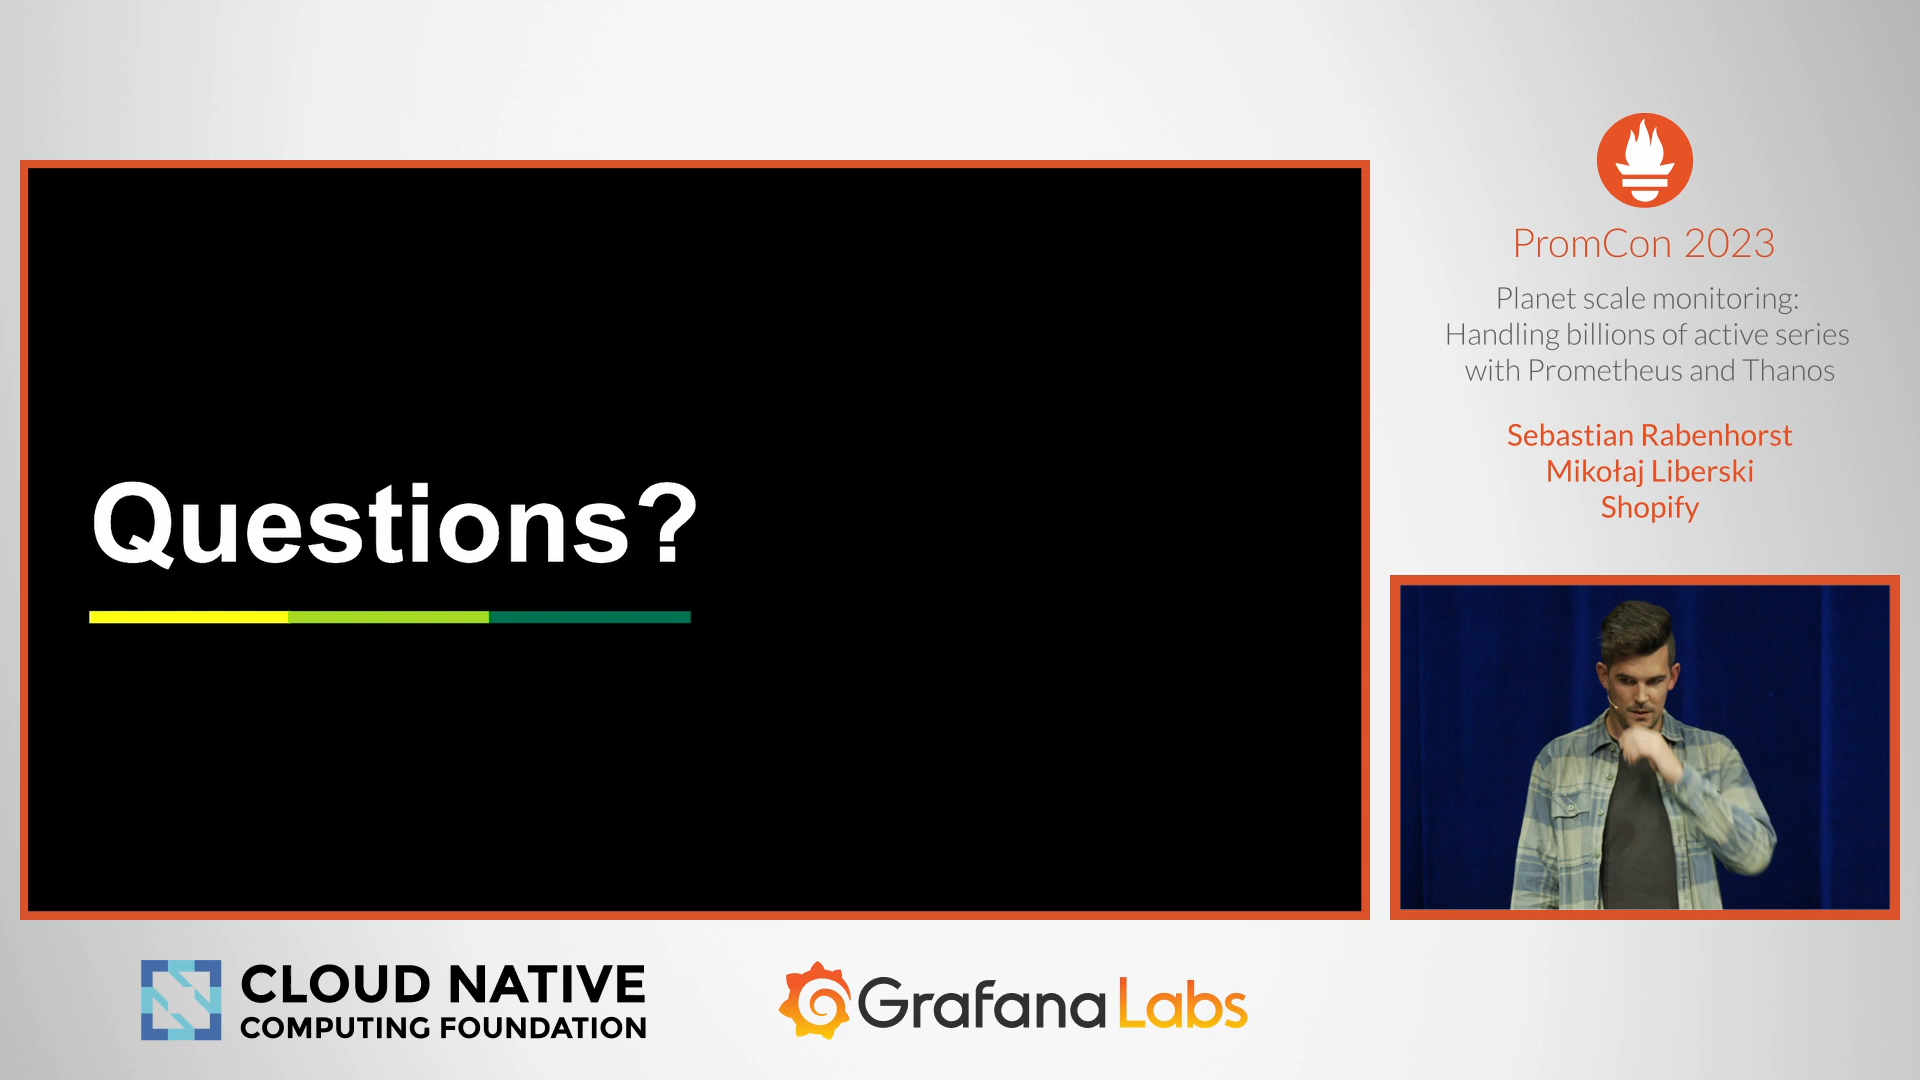 Questions?
PromCon 2023
Planet scale monitoring:
Handling billions of active series
with Prometheus and Thanos
Sebastian Rabenhorst
Mikołaj Liberski
Shopify
CLOUD NATIVE
COMPUTING FOUNDATION
Grafana Labs